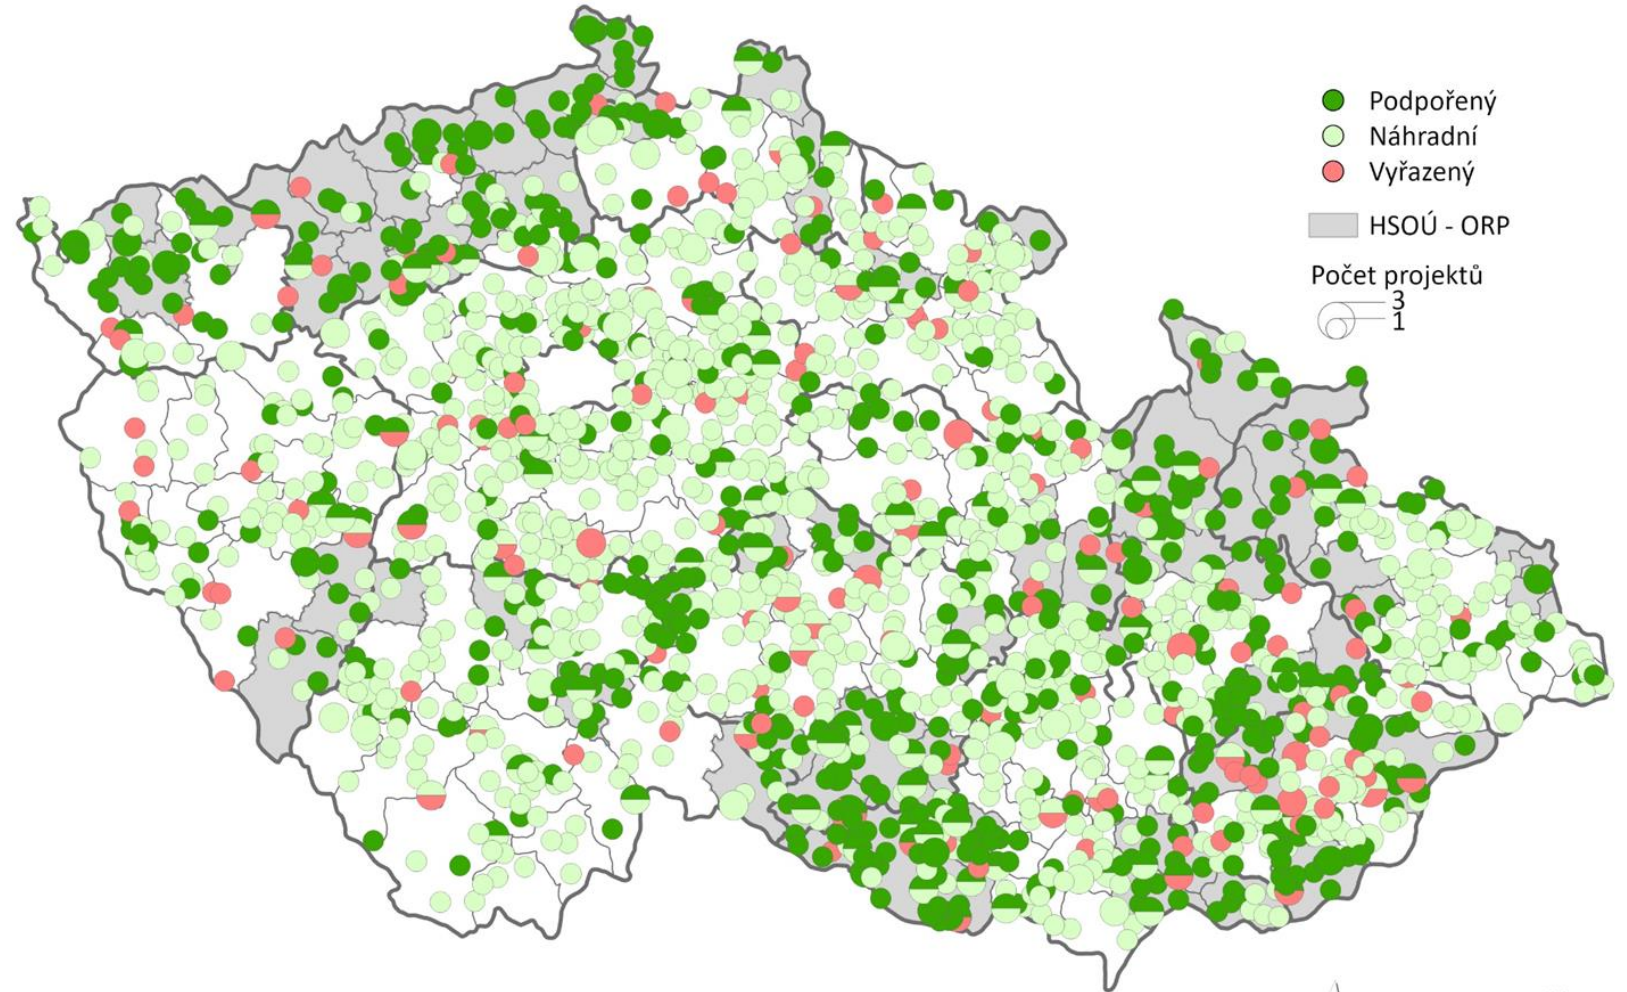 Podpořený
Náhradní
Vyřazený
HSOÚ - ORP
Počet projektů
3
1